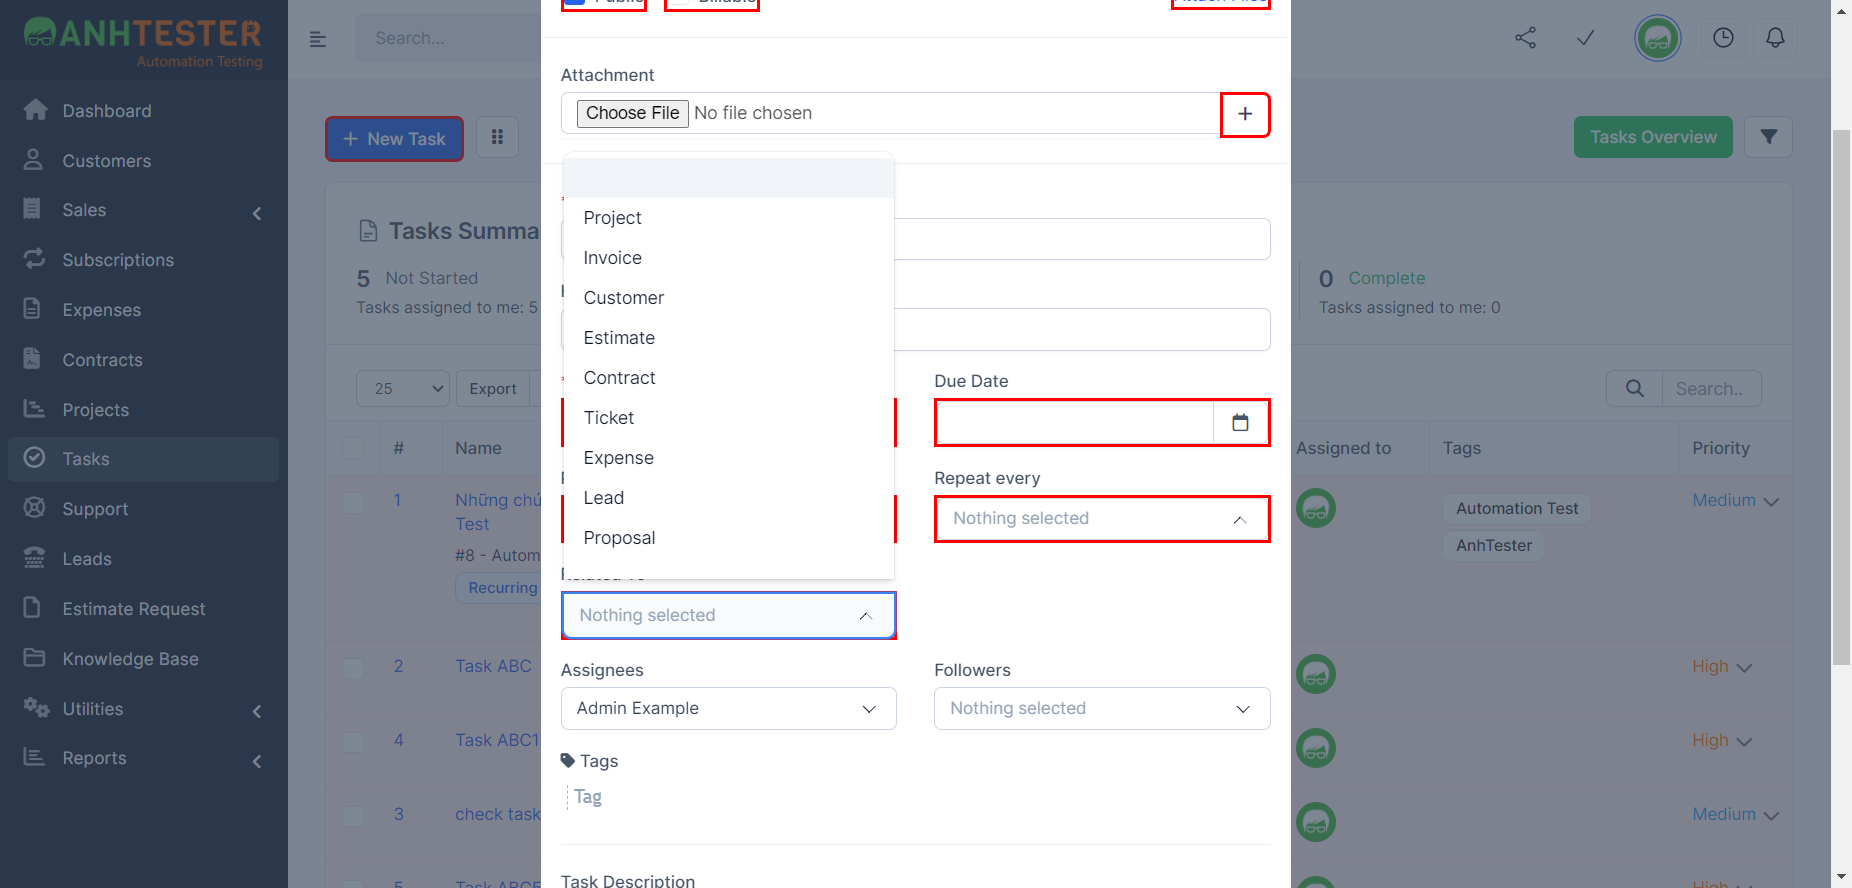 ANHTESTER
Automation Testing
Dashboard
Customers
Sales
Subscriptions
Expenses
Contracts
Projects
Tasks
Support
Leads
Estimate Request
Knowledge Base
Utilities
Reports
Search...
New Task
Tasks Overview
Tasks Summa
5 Not Started
Tasks assigned to me: 5
0 Complete
Tasks assigned to me: 0
25
Export
Search..
#
Name
Assigned to
Tags
Priority
1
Những chú
Test
#8 - Autom
Recurring
Automation Test
AnhTester
Medium
2
Task ABC
High
4
Task ABC1
High
3
check task
Medium
5
High
Attachment
Choose File No file chosen
Project
Invoice
Customer
Estimate
Contract
Ticket
Expense
Lead
Proposal
Due Date
Repeat every
Nothing selected
Related To
Nothing selected
Assignees
Admin Example
Followers
Nothing selected
Tags
Tag
Task Description